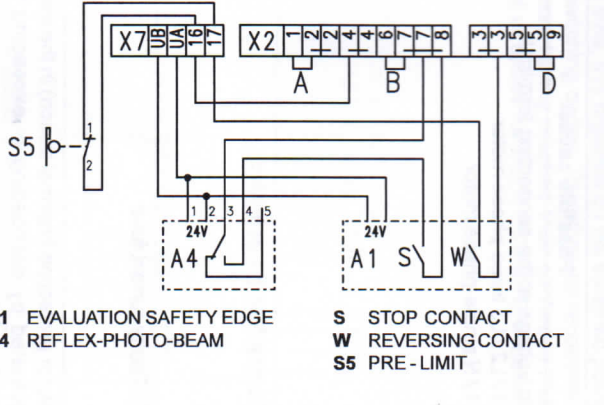 X7 UB UA 16 17 X2 1 2 2 4 4 6 7 7 8 3 3 5 5 9
A B D
S5 1
2
1 2 3 4 5
24V 24V
A4 A1 S W
1 EVALUATION SAFETY EDGE S STOP CONTACT
4 REFLEX-PHOTO-BEAM W REVERSING CONTACT
S5 PRE-LIMIT